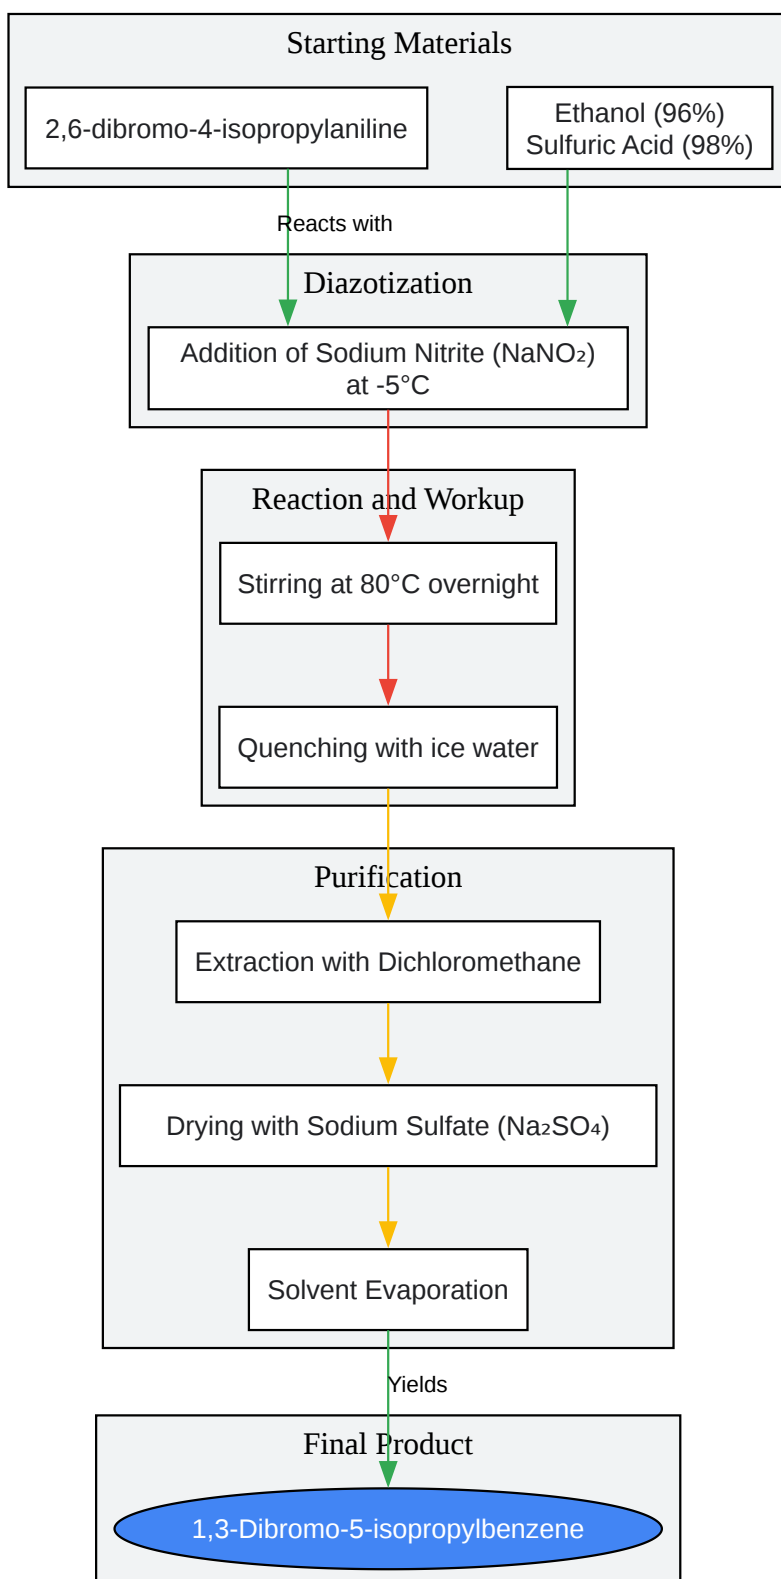 Starting Materials
2,6-dibromo-4-isopropylaniline
Ethanol (96%)
Sulfuric Acid (98%)
Reacts with
Diazotization
Addition of Sodium Nitrite (NaNO₂)
at -5°C
Reaction and Workup
Stirring at 80°C overnight
Quenching with ice water
Purification
Extraction with Dichloromethane
Drying with Sodium Sulfate (Na₂SO₄)
Solvent Evaporation
Yields
Final Product
1,3-Dibromo-5-isopropylbenzene